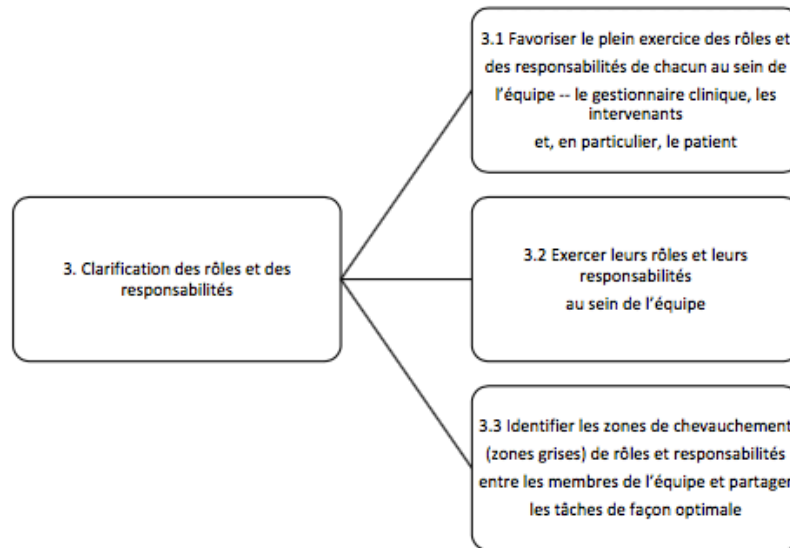 3. Clarification des rôles et des
responsabilités
3.1 Favoriser le plein exercice des rôles et
des responsabilités de chacun au sein de
l’équipe -- le gestionnaire clinique, les
intervenants
et, en particulier, le patient
3.2 Exercer leurs rôles et leurs
responsabilités
au sein de l’équipe
3.3 Identifier les zones de chevauchement
(zones grises) de rôles et responsabilités
entre les membres de l’équipe et partager
les tâches de façon optimale